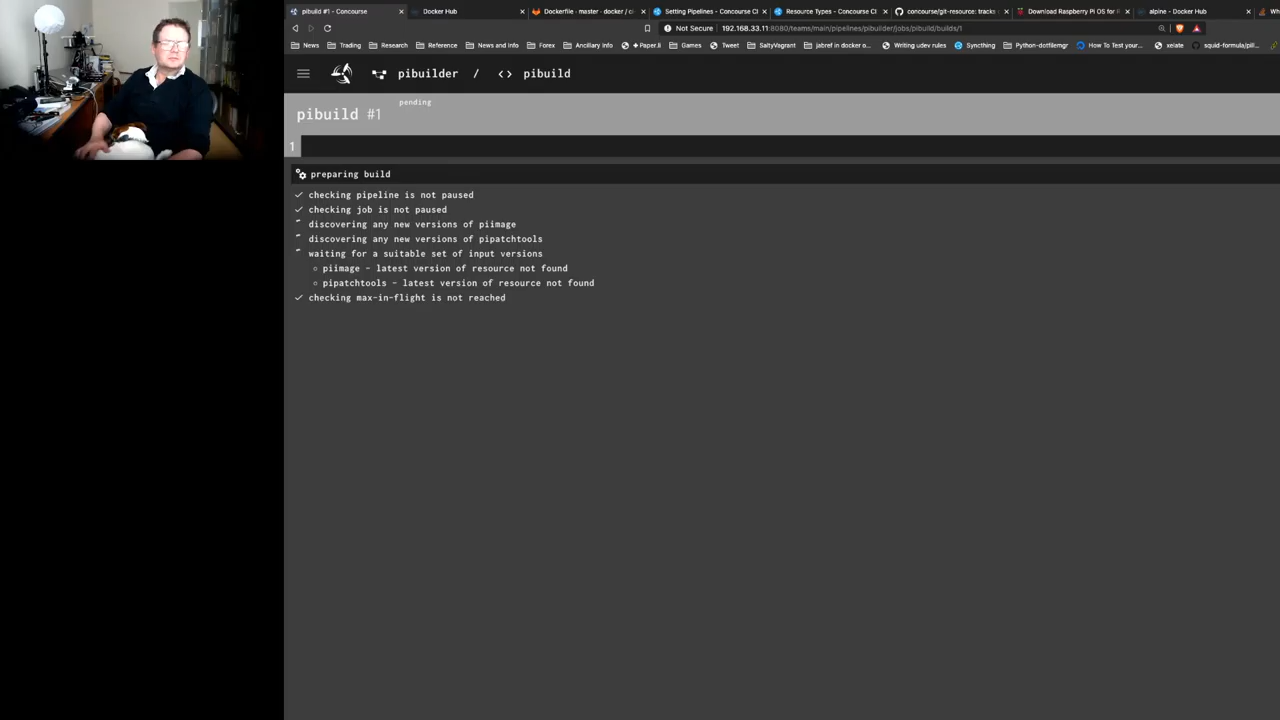 pibuild #1 - Concourse
Docker Hub
Dockerfile · master · docker / c
Setting Pipelines - Concourse CI
Resource Types - Concourse CI
concourse/git-resource: tracks
Download Raspberry Pi OS for R
alpine - Docker Hub
Not Secure 192.168.33.11:8080/teams/main/pipelines/pibuilder/jobs/pibuild/builds/1
News Trading Research Reference News and info Forex Ancillary info Paper.li Games Tweet SaltyVagrant jabref in docker o... Writing udev rules Syncthing Python-dotfilemgr How To Test your... xelate squid-formula/pill...
pibuilder / pibuild
pending
pibuild #1
1
preparing build
checking pipeline is not paused
checking job is not paused
discovering any new versions of piimage
discovering any new versions of pipatchtools
waiting for a suitable set of input versions
piimage - latest version of resource not found
pipatchtools - latest version of resource not found
checking max-in-flight is not reached